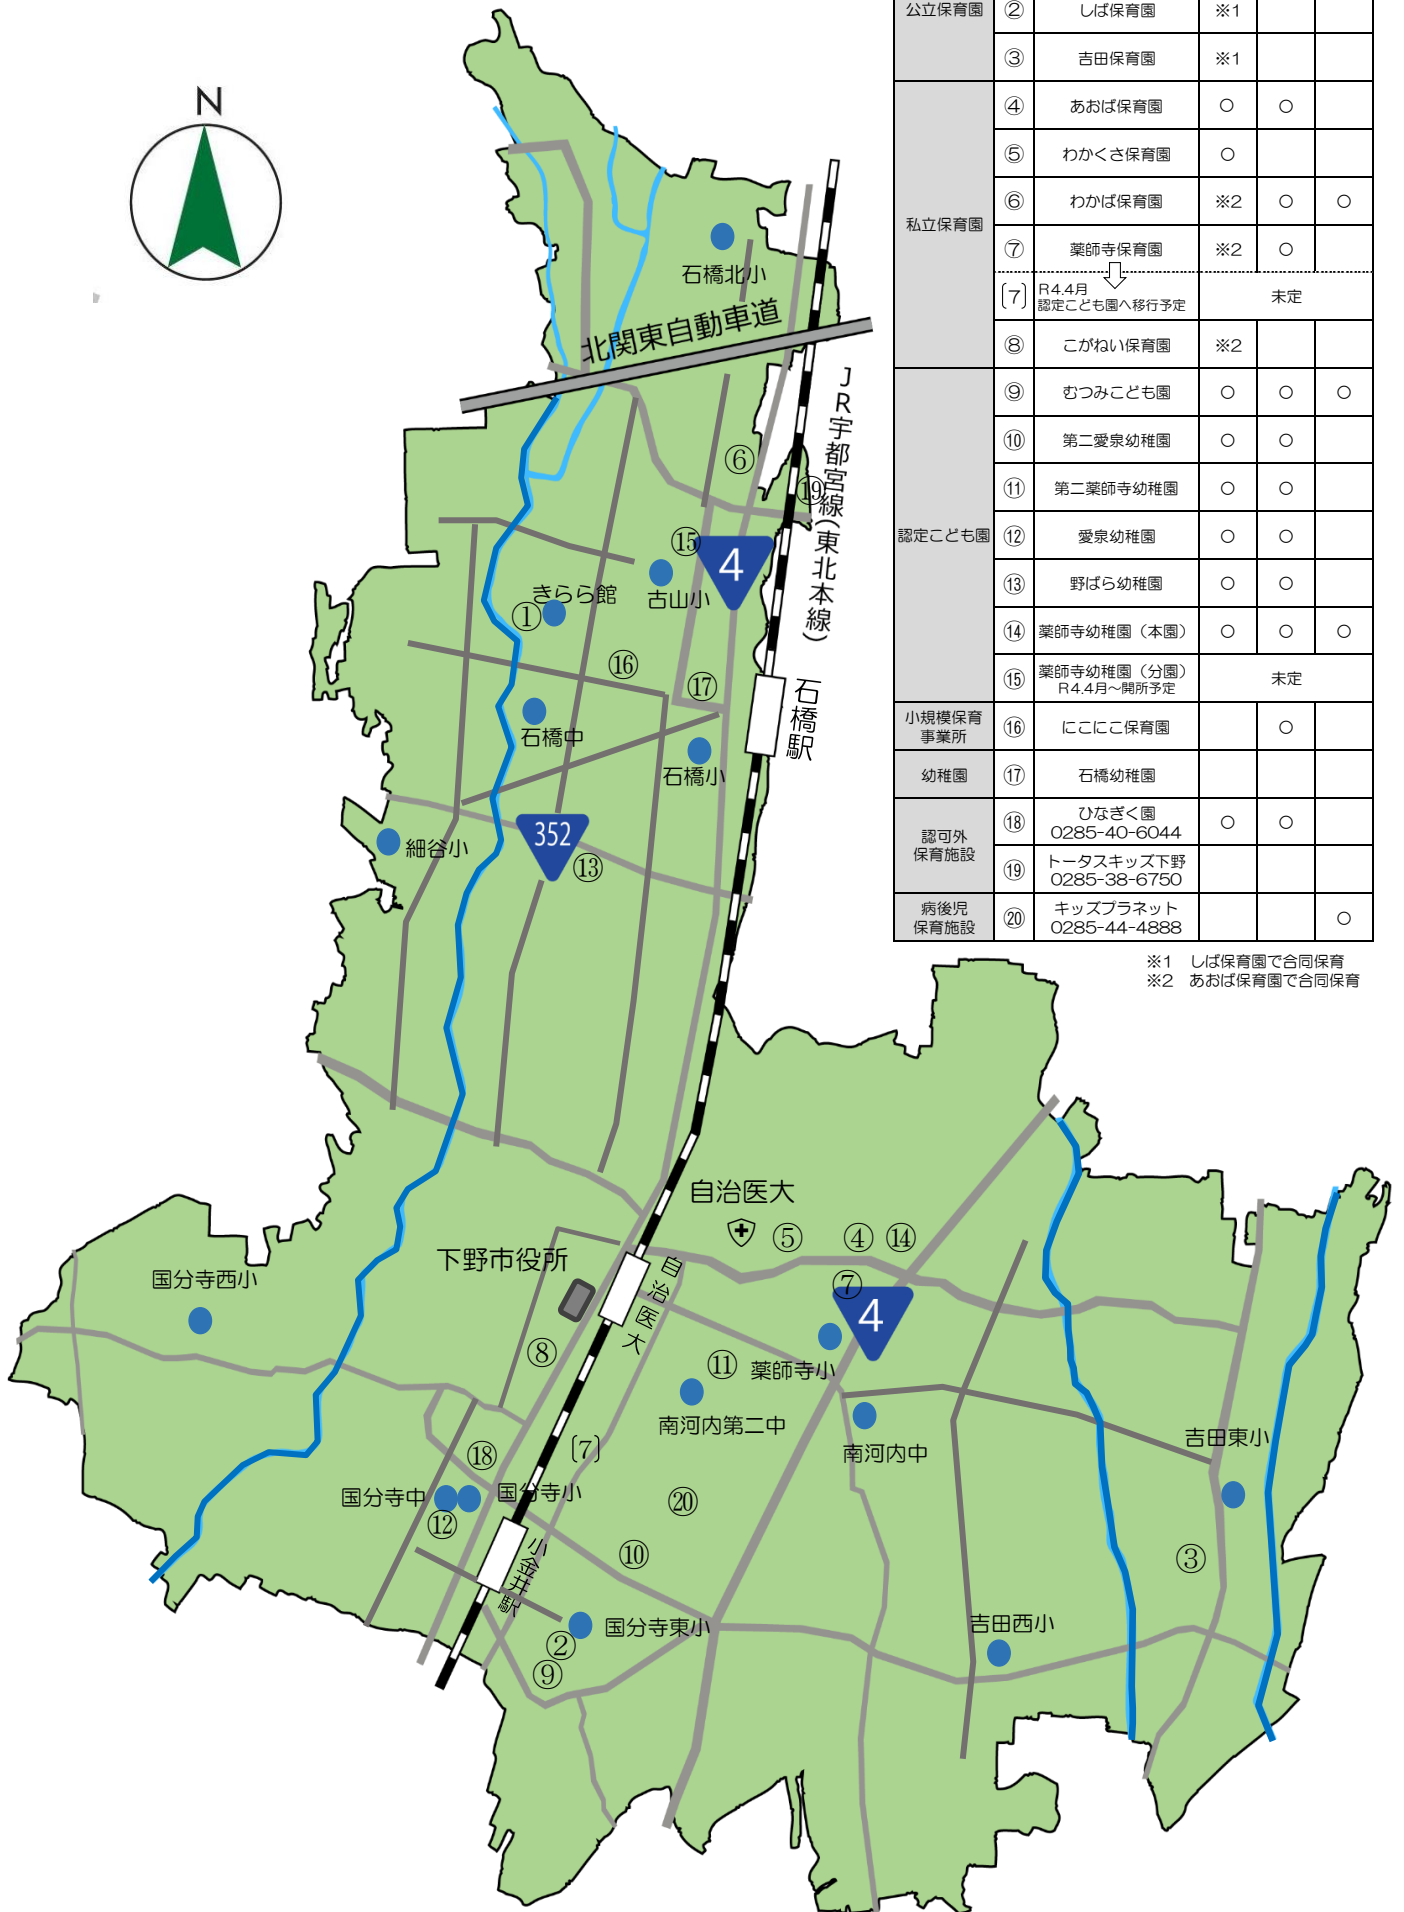 公立保育園 ② しば保育園 ※1
③ 吉田保育園 ※1
私立保育園
④ あおば保育園 ○ ○
⑤ わかくさ保育園 ○
⑥ わかば保育園 ※2 ○ ○
⑦ 薬師寺保育園 ※2 ○
〔7〕 R4.4月
認定こども園へ移行予定 未定
⑧ こがねい保育園 ※2
認定こども園
⑨ むつみこども園 ○ ○ ○
⑩ 第二愛泉幼稚園 ○ ○
⑪ 第二薬師寺幼稚園 ○ ○
⑫ 愛泉幼稚園 ○ ○
⑬ 野ばら幼稚園 ○ ○
⑭ 薬師寺幼稚園（本園） ○ ○ ○
⑮ 薬師寺幼稚園（分園）
R4.4月～開所予定 未定
小規模保育
事業所
⑯ にこにこ保育園 ○
幼稚園 ⑰ 石橋幼稚園
認可外
保育施設
⑱ ひなぎく園
0285-40-6044 ○ ○
⑲ トータスキッズ下野
0285-38-6750
病後児
保育施設
⑳ キッズプラネット
0285-44-4888 ○
※1 しば保育園で合同保育
※2 あおば保育園で合同保育
N
石橋北小
北関東自動車道
JR宇都宮線(東北本線)
⑥
⑲
⑮
4
きらら館
古山小
①
⑯
⑰
石橋駅
石橋中
石橋小
352
細谷小
⑬
自治医大
⑤
④
⑭
下野市役所
自治医大
国分寺西小
⑦
4
⑧
⑪
薬師寺小
南河内第二中
南河内中
吉田東小
〔7〕
⑱
国分寺中
国分寺小
⑳
⑫
小金井駅
⑩
③
国分寺東小
吉田西小
②
⑨